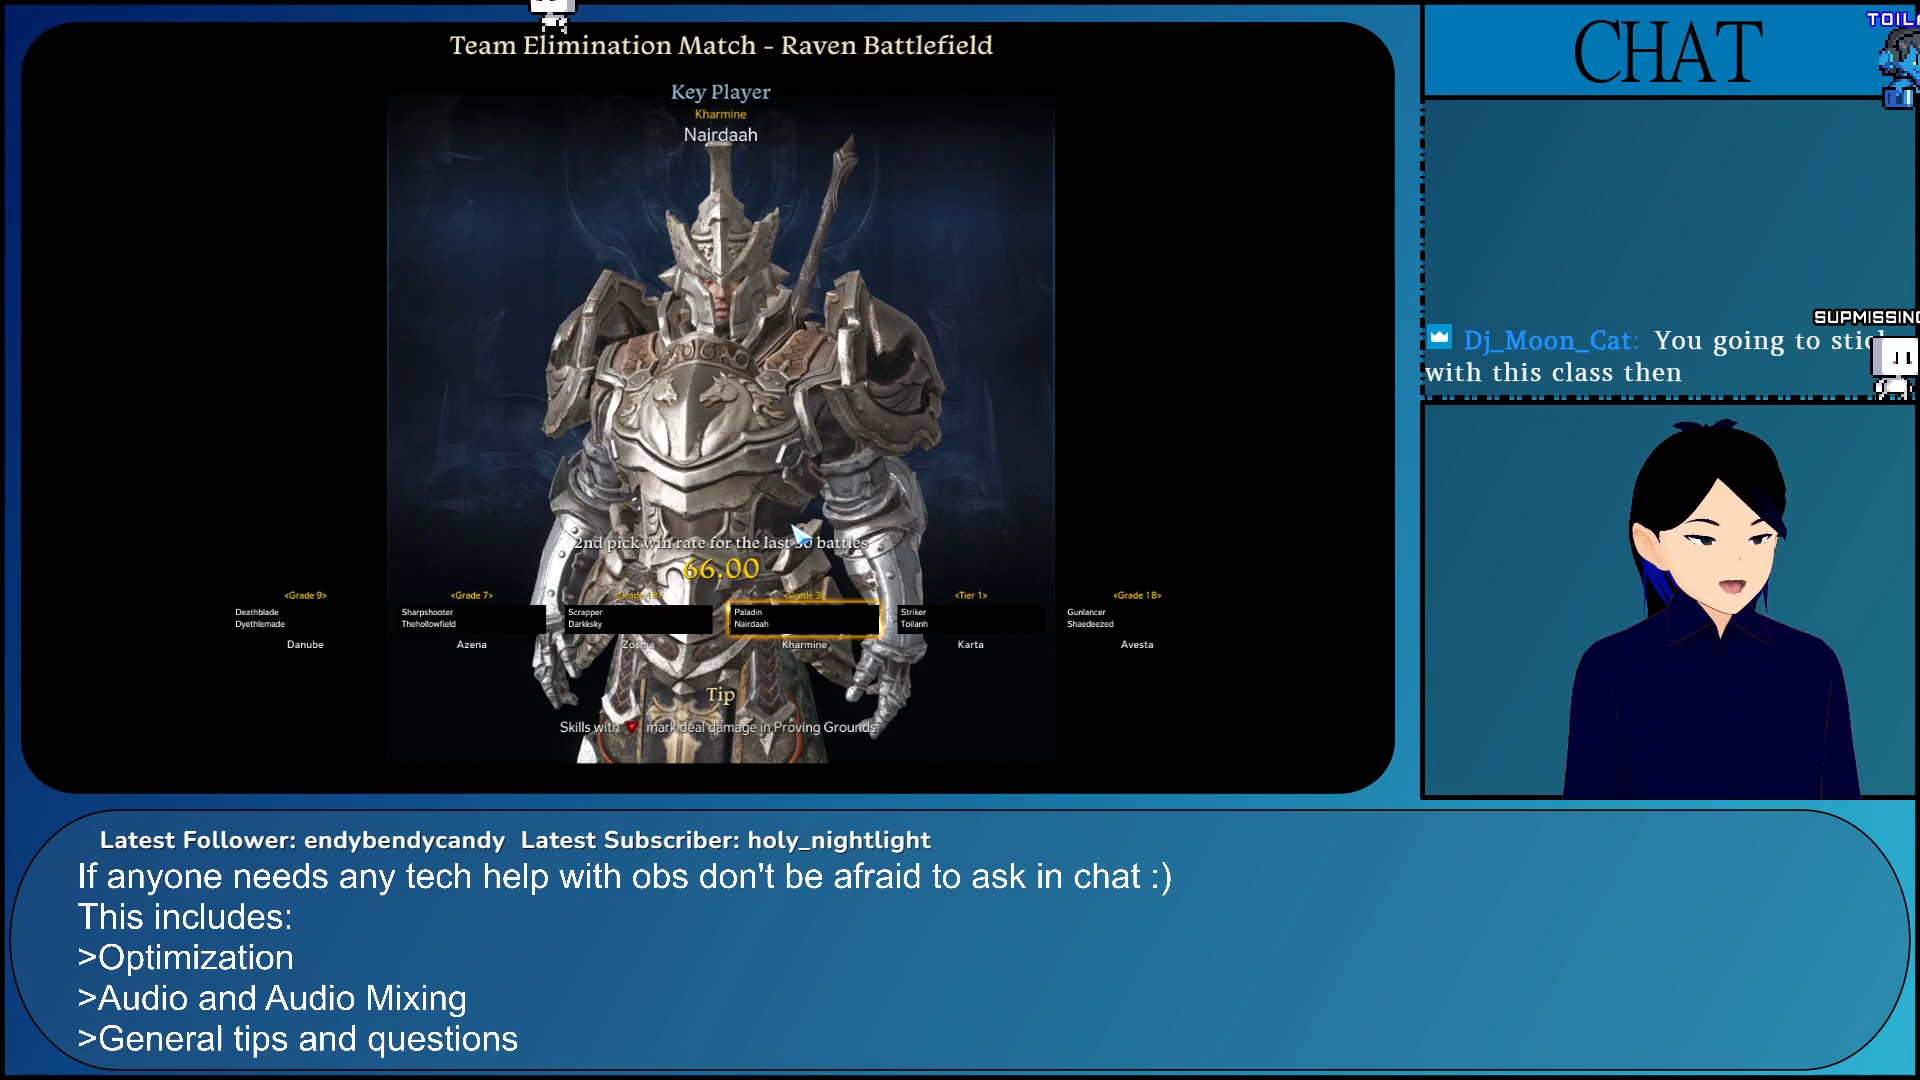 Team Elimination Match - Raven Battlefield
Key Player
Kharmine
Nairdaah
2nd pick win rate for the last 50 battles
66.00
<Grade 9>
Deathblade
Dyethlemade
Danube
<Grade 7>
Sharpshooter
Thehollowfield
Azena
Scrapper
Darkksky
Zosma
<Grade 3>
Paladin
Nairdaah
Kharmine
<Tier 1>
Striker
Toilanh
Karta
<Grade 18>
Gunlancer
Shaedeezed
Avesta
Tip
Skills with mark deal damage in Proving Grounds.
CHAT
TOILA
SUPMISSING
Dj_Moon_Cat: You going to stic
with this class then
Latest Follower: endybendycandy Latest Subscriber: holy_nightlight
If anyone needs any tech help with obs don't be afraid to ask in chat :)
This includes:
>Optimization
>Audio and Audio Mixing
>General tips and questions